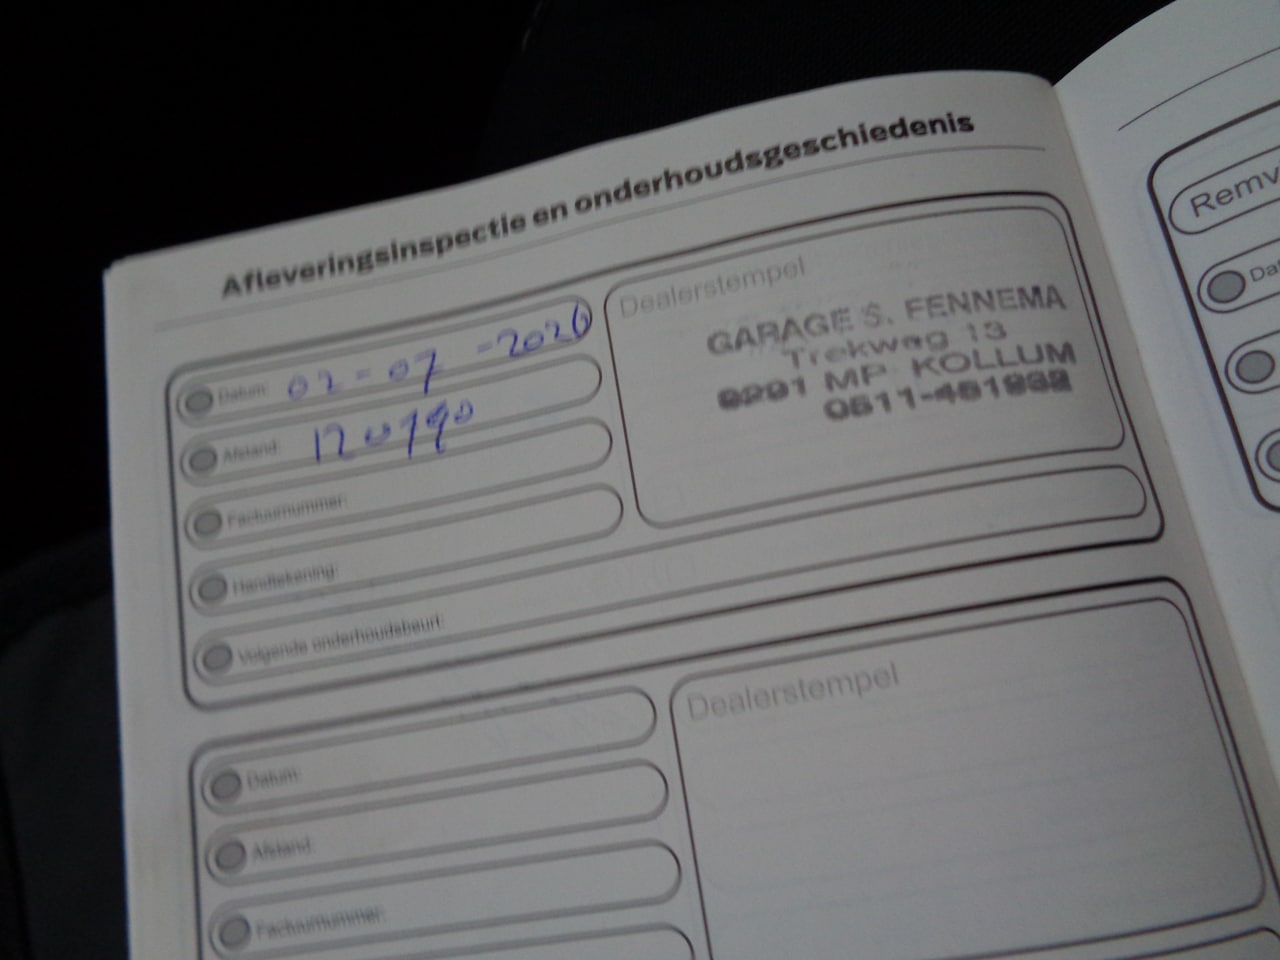 Afleveringsinspectie en onderhoudsgeschiedenis
Datum: 02-07-2020
Afstand: 120190
Factuurnummer:
Handtekening:
Volgende onderhoudsbeurt:
Dealerstempel
GARAGE S. FENNEMA
Trekweg 13
9291 MP KOLLUM
0511-451932
Datum:
Afstand:
Factuurnummer:
Dealerstempel